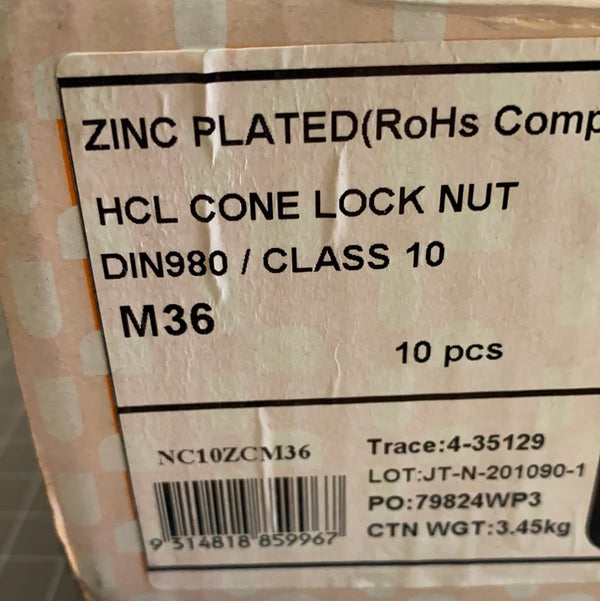 ZINC PLATED(RoHs Comp
HCL CONE LOCK NUT
DIN980 / CLASS 10
M36
10 pcs
NC10ZCM36
Trace:4-35129
LOT:JT-N-201090-1
PO:79824WP3
CTN WGT:3.45kg
9 314818 859967